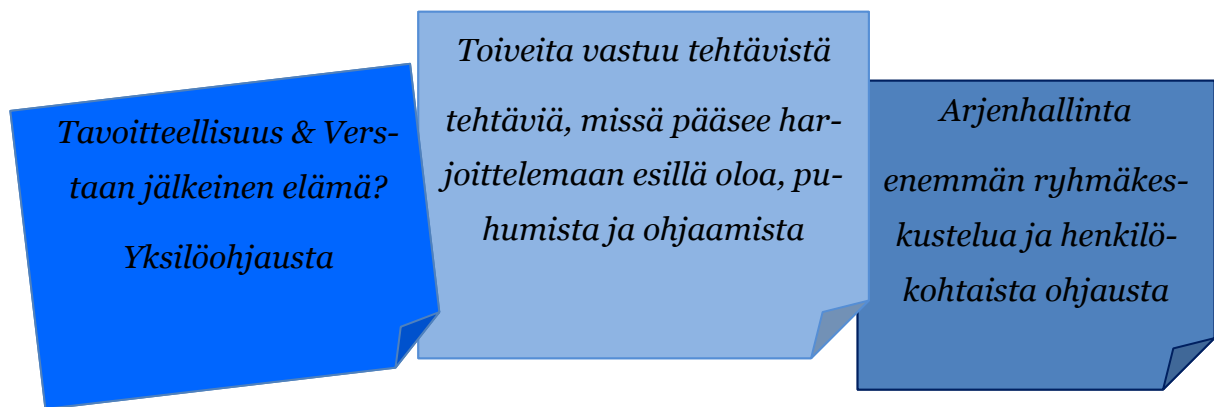 Tavoitteellisuus & Vers-
taan jälkeinen elämä?
Yksilöohjausta
Toiveita vastuu tehtävistä
tehtäviä, missä pääsee har-
joittelemaan esillä oloa, pu-
humista ja ohjaamista
Arjenhallinta
enemmän ryhmäkes-
kustelua ja henkilö-
kohtaista ohjausta